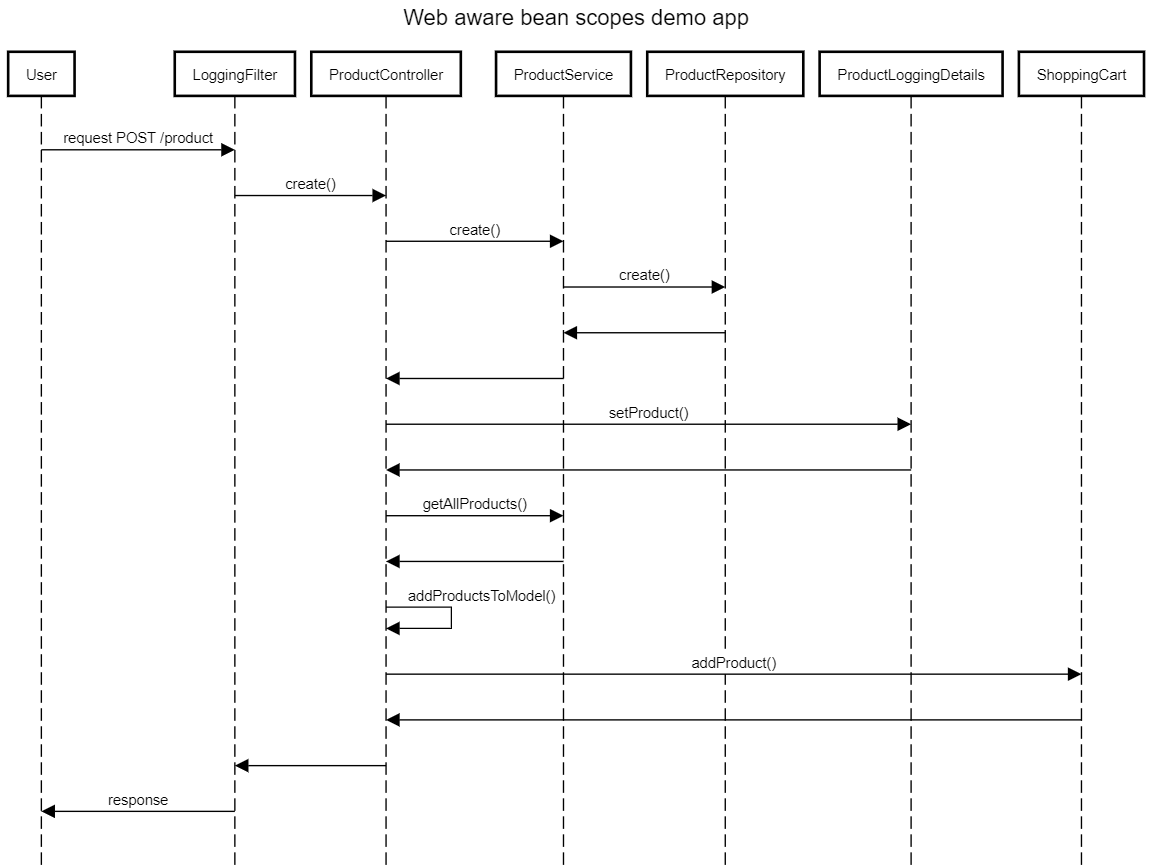 Web aware bean scopes demo app
User
LoggingFilter
ProductController
ProductService
ProductRepository
ProductLoggingDetails
ShoppingCart
request POST /product
create()
create()
create()
setProduct()
getAllProducts()
addProductsToModel()
addProduct()
response